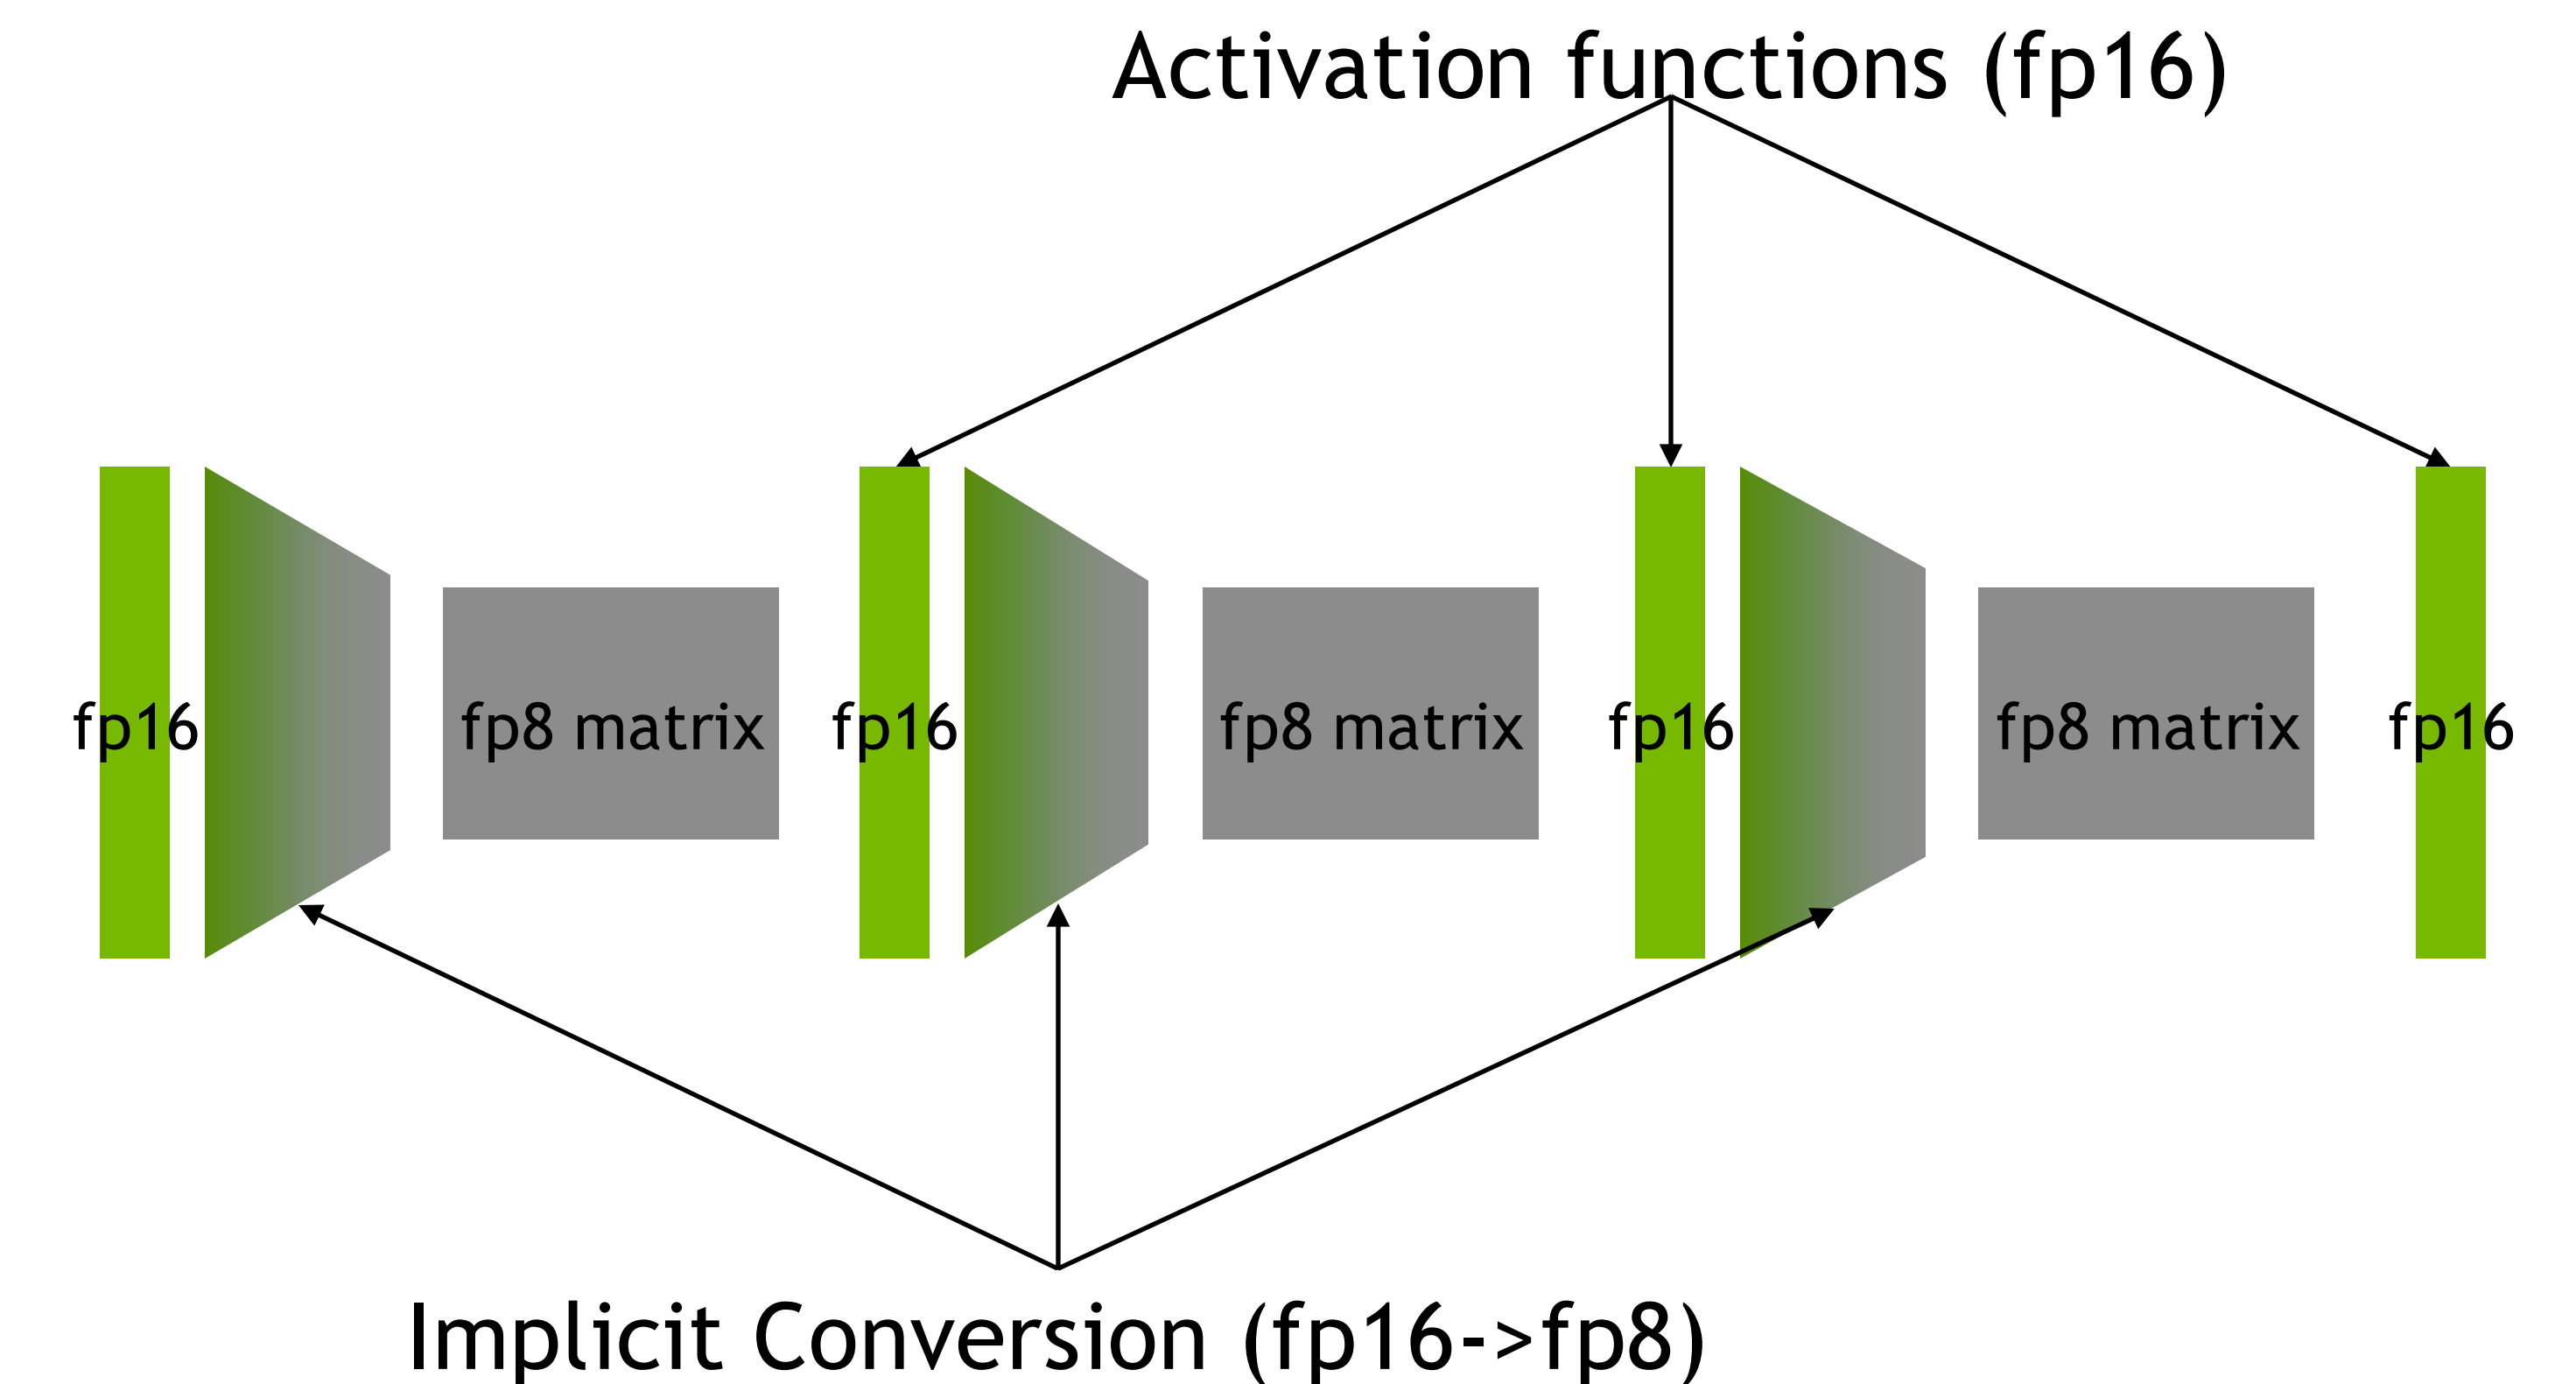 Activation functions (fp16)
fp16 fp8 matrix fp16 fp8 matrix fp16 fp8 matrix fp16
Implicit Conversion (fp16->fp8)